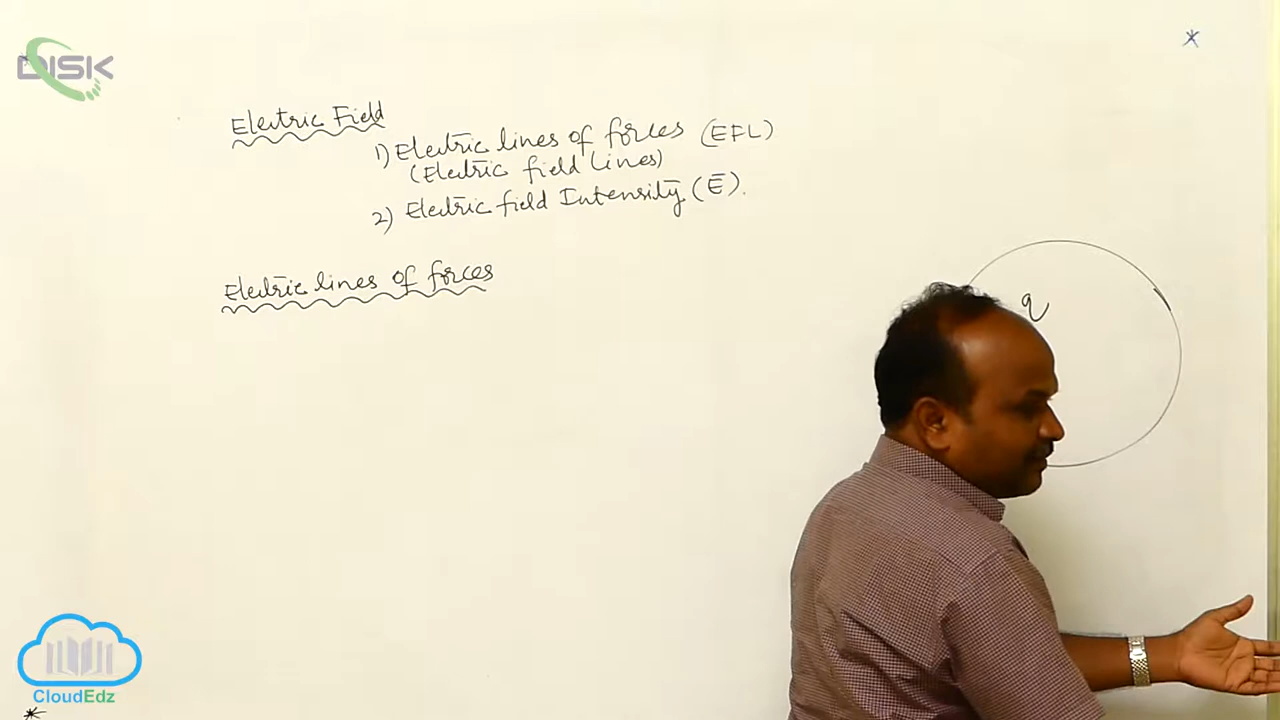 DISK
Electric Field
1) Electric lines of forces (EFL)
(Electric field Lines)
2) Electric field Intensity (Ē).
Electric lines of forces
q
CloudEdz